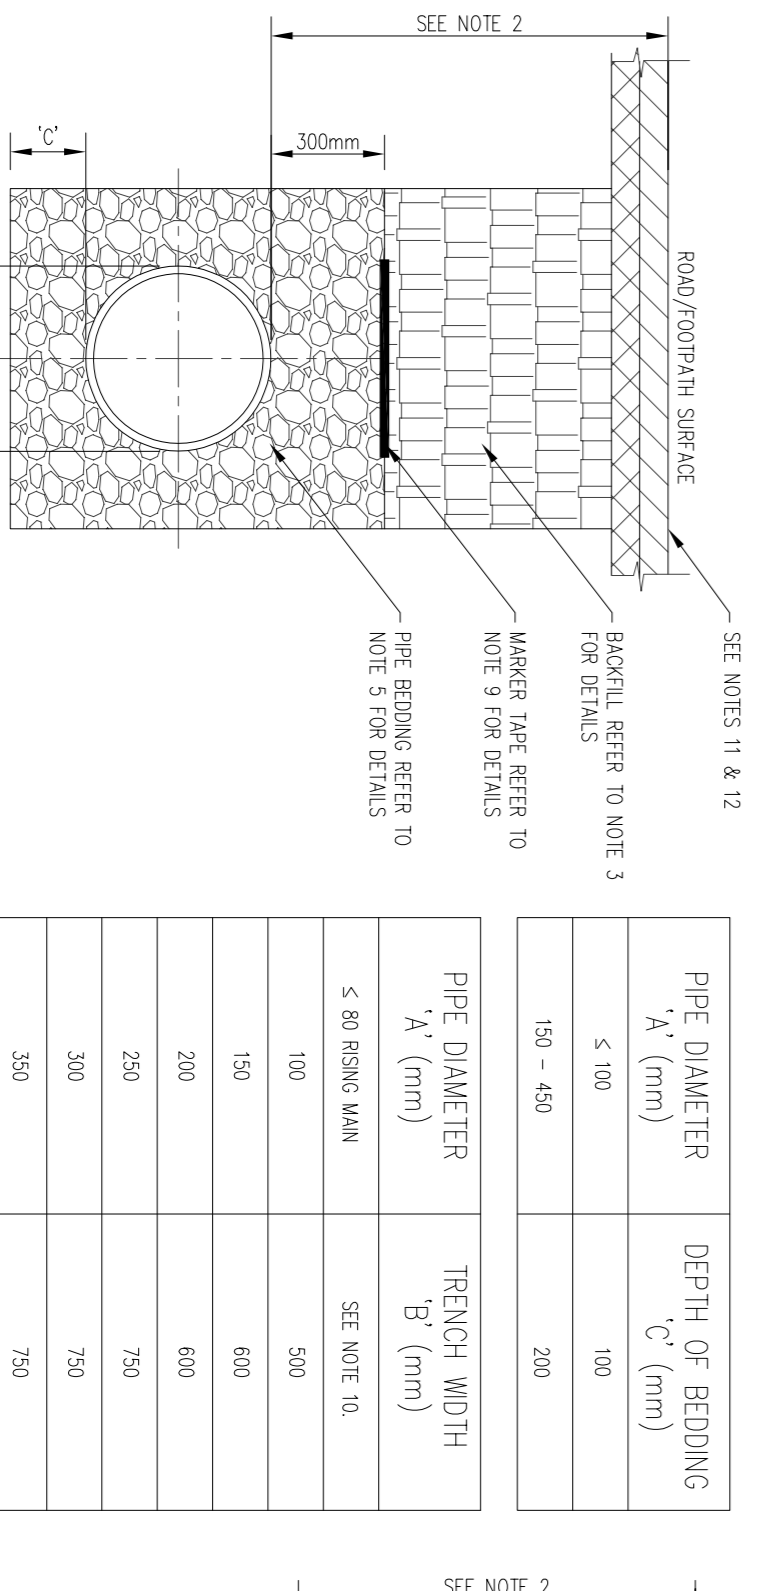 SEE NOTE 2
'C'
300mm
ROAD/FOOTPATH SURFACE
SEE NOTES 11 & 12
BACKFILL REFER TO NOTE 3
FOR DETAILS
MARKER TAPE REFER TO
NOTE 9 FOR DETAILS
PIPE BEDDING REFER TO
NOTE 5 FOR DETAILS
PIPE DIAMETER
'A' (mm)
DEPTH OF BEDDING
'C' (mm)
≤ 100
100
150 – 450
200
PIPE DIAMETER
'A' (mm)
TRENCH WIDTH
'B' (mm)
≤ 80 RISING MAIN
SEE NOTE 10.
100
500
150
600
200
600
250
750
300
750
350
750
SEE NOTE 2